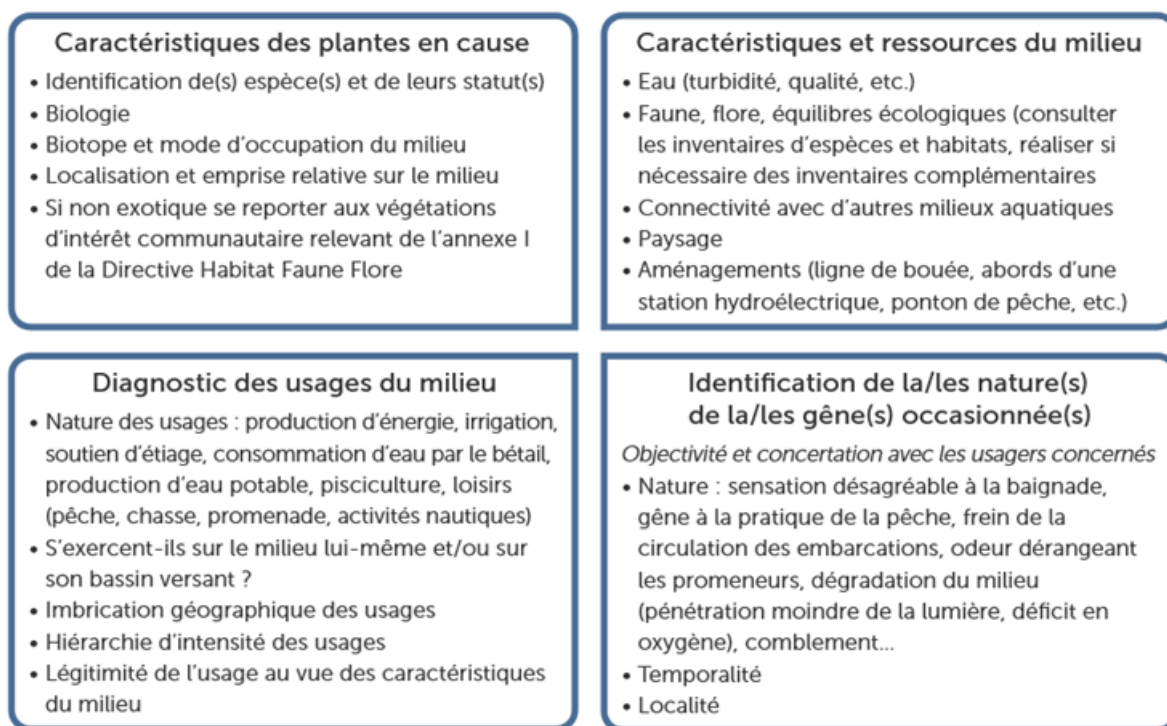 Caractéristiques des plantes en cause
• Identification de(s) espèce(s) et de leurs statut(s)
• Biologie
• Biotope et mode d'occupation du milieu
• Localisation et emprise relative sur le milieu
• Si non exotique se reporter aux végétations
d'intérêt communautaire relevant de l'annexe I
de la Directive Habitat Faune Flore
Caractéristiques et ressources du milieu
• Eau (turbidité, qualité, etc.)
• Faune, flore, équilibres écologiques (consulter
les inventaires d'espèces et habitats, réaliser si
nécessaire des inventaires complémentaires
• Connectivité avec d'autres milieux aquatiques
• Paysage
• Aménagements (ligne de bouée, abords d'une
station hydroélectrique, ponton de pêche, etc.)
Diagnostic des usages du milieu
• Nature des usages : production d'énergie, irrigation,
soutien d'étiage, consommation d'eau par le bétail,
production d'eau potable, pisciculture, loisirs
(pêche, chasse, promenade, activités nautiques)
• S'exercent-ils sur le milieu lui-même et/ou sur
son bassin versant ?
• Imbrication géographique des usages
• Hiérarchie d'intensité des usages
• Légitimité de l'usage au vue des caractéristiques
du milieu
Identification de la/les nature(s)
de la/les gêne(s) occasionnée(s)
Objectivité et concertation avec les usagers concernés
• Nature : sensation désagréable à la baignade,
gêne à la pratique de la pêche, frein de la
circulation des embarcations, odeur dérangeant
les promeneurs, dégradation du milieu
(pénétration moindre de la lumière, déficit en
oxygène), comblement...
• Temporalité
• Localité